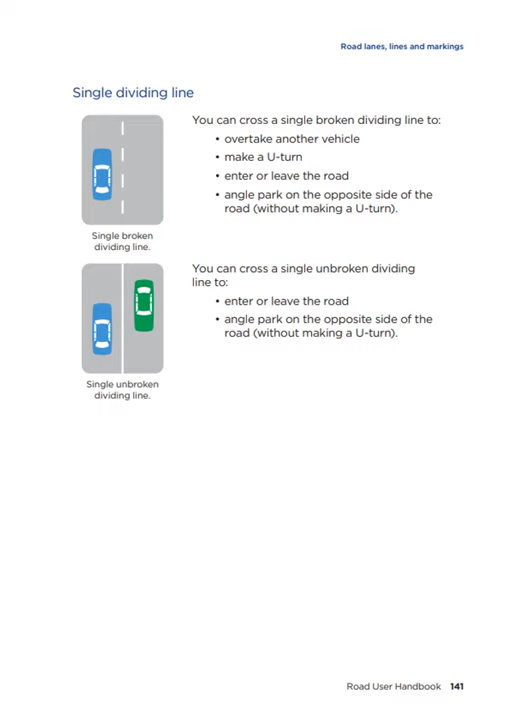 Road lanes, lines and markings
Single dividing line
You can cross a single broken dividing line to:
• overtake another vehicle
• make a U-turn
• enter or leave the road
• angle park on the opposite side of the
road (without making a U-turn).
Single broken
dividing line.
You can cross a single unbroken dividing
line to:
• enter or leave the road
• angle park on the opposite side of the
road (without making a U-turn).
Single unbroken
dividing line.
Road User Handbook 141